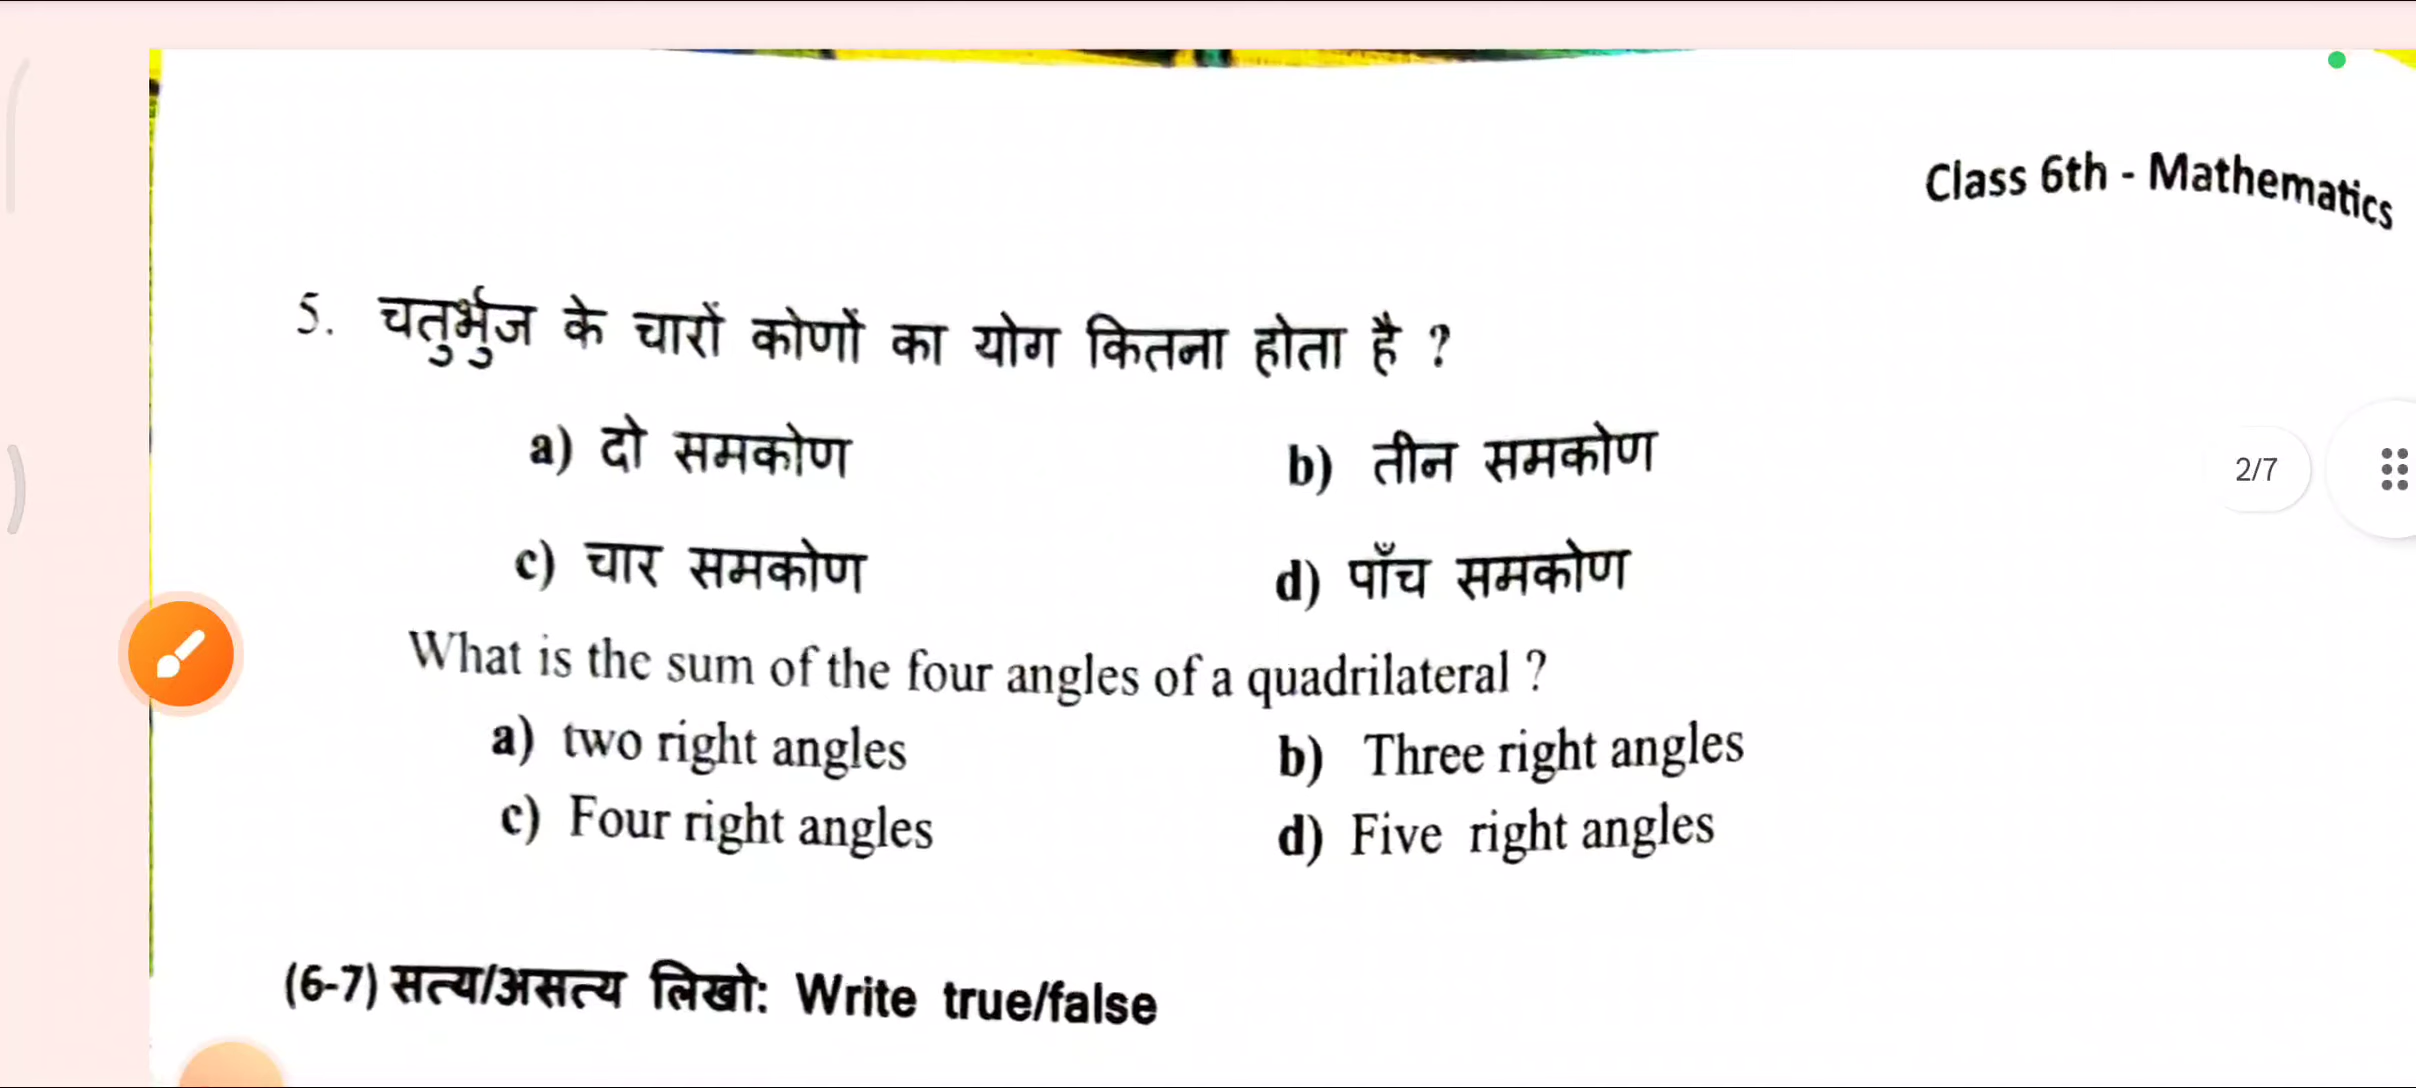 Class 6th - Mathematics
5. चतुर्भुज के चारों कोणों का योग कितना होता है ?
a) दो समकोण b) तीन समकोण
2/7
c) चार समकोण d) पाँच समकोण
What is the sum of the four angles of a quadrilateral ?
a) two right angles b) Three right angles
c) Four right angles d) Five right angles
(6-7) सत्य/असत्य लिखो: Write true/false